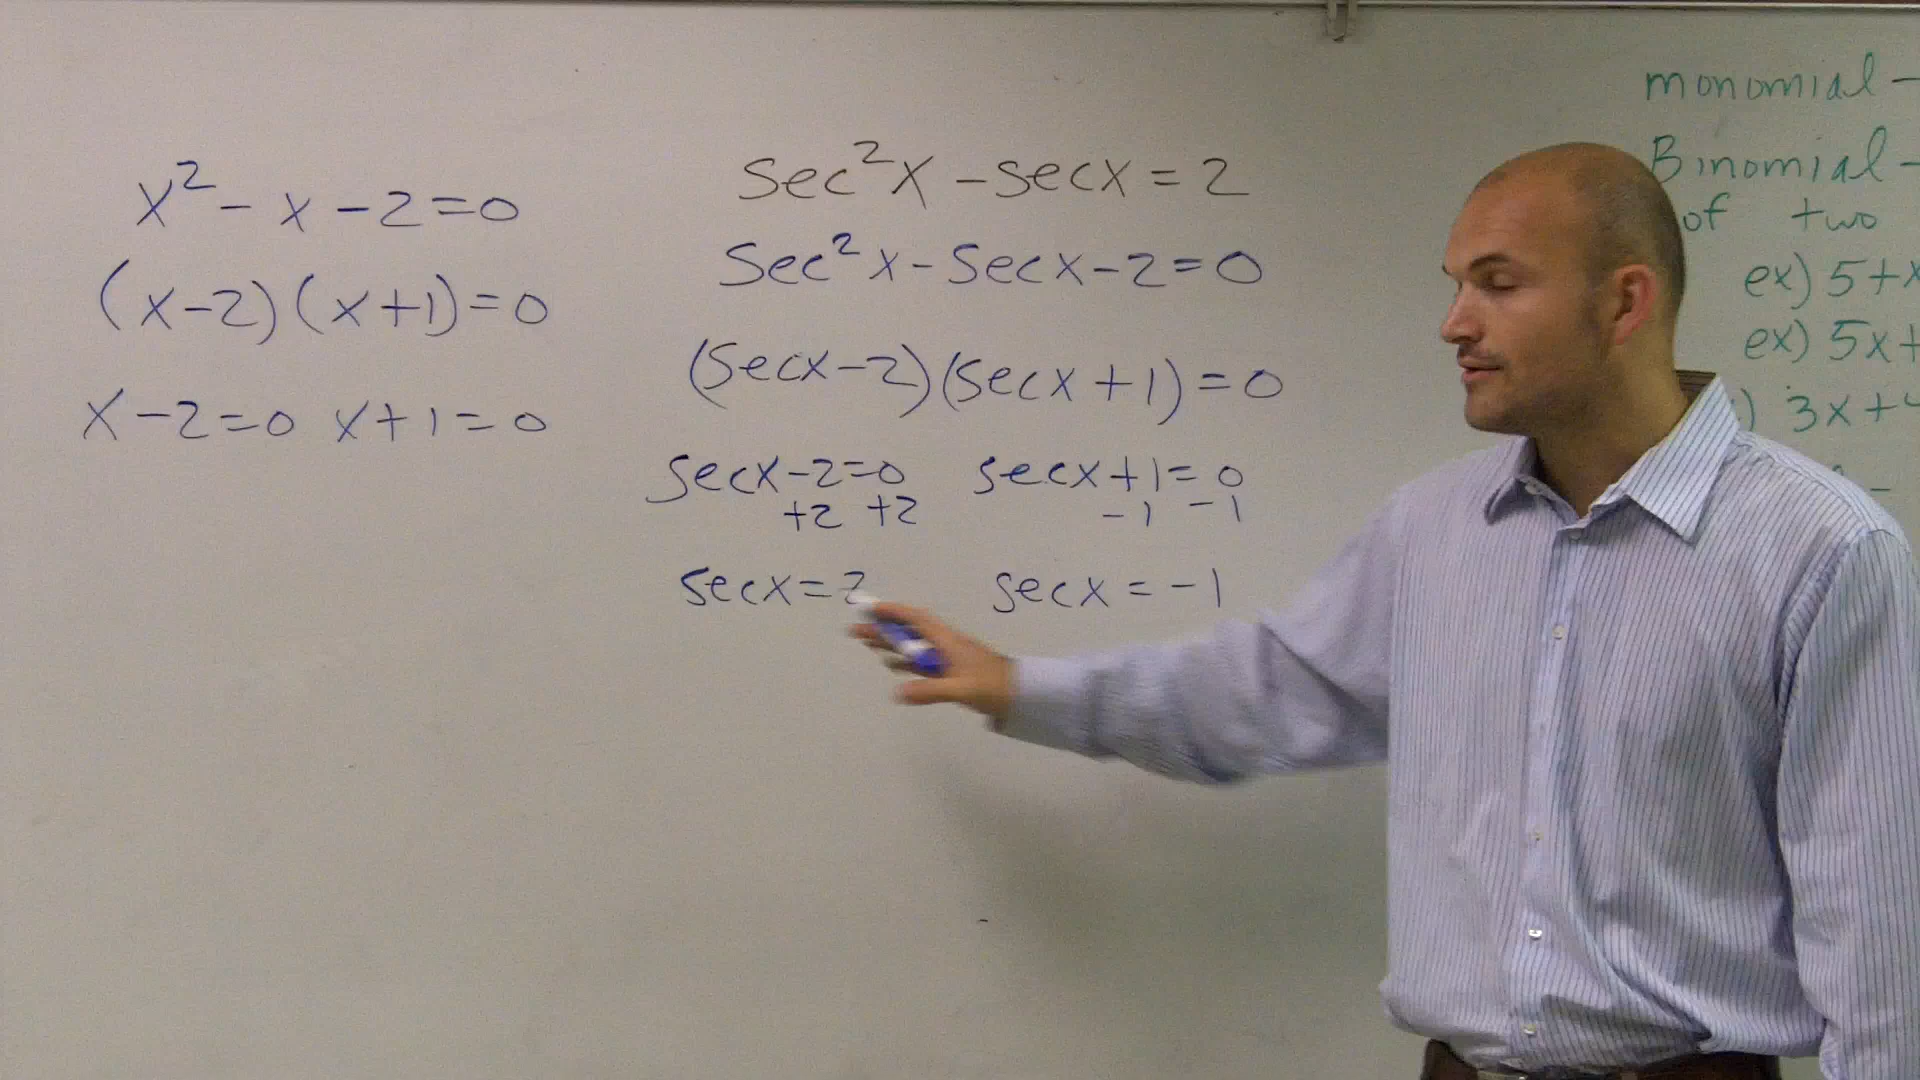 x² - x - 2 = 0
(x-2)(x+1) = 0
x-2=0 x+1=0
sec²x - secx = 2
sec²x - secx - 2 = 0
(secx-2)(secx+1) = 0
secx-2=0 secx+1=0
+2 +2 -1 -1
secx=2 secx = -1
monomial -
Binomial -
of two
ex) 5+x
ex) 5x+
) 3x+4